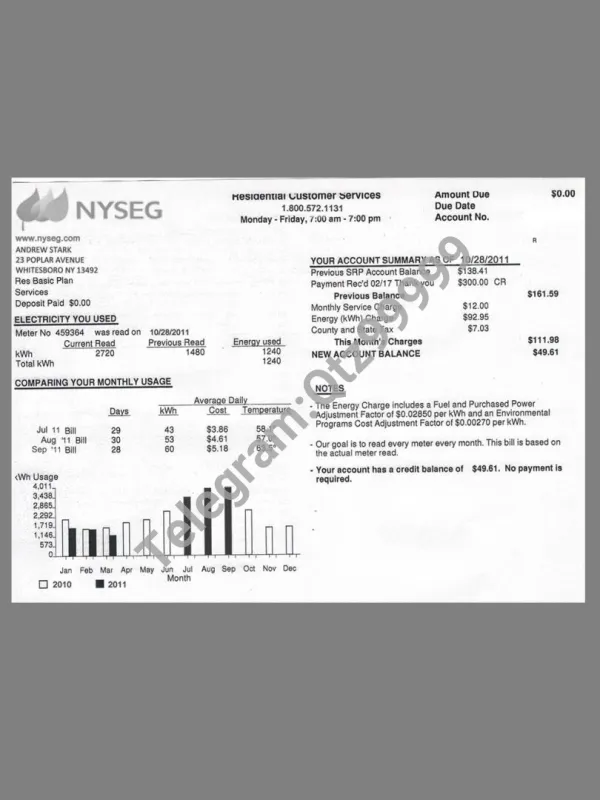 NYSEG
www.nyseg.com
ANDREW STARK
23 POPLAR AVENUE
WHITESBORO NY 13492
Res Basic Plan
Services
Deposit Paid $0.00
Residential Customer Services
1.800.572.1131
Monday - Friday, 7:00 am - 7:00 pm
Amount Due $0.00
Due Date
Account No.
R
ELECTRICITY YOU USED
Meter No 459364 was read on 10/28/2011
Current Read Previous Read Energy used
kWh 2720 1480 1240
Total kWh 1240
COMPARING YOUR MONTHLY USAGE
Average Daily
Days kWh Cost Temperature
Jul 11 Bill 29 43 $3.86
Aug '11 Bill 30 53 $4.61
Sep '11 Bill 28 60 $5.18
kWh Usage
4,011
3,438
2,865
2,292
1,719
1,146
573
0
Jan Feb Mar Apr May Jun Jul Aug Sep Oct Nov Dec
Month
2010 2011
YOUR ACCOUNT SUMMARY AS OF 10/28/2011
Previous SRP Account Balance $138.41
Payment Rec'd 02/17 Thank you $300.00 CR
Previous Balance $161.59
Monthly Service Charge $12.00
Energy (kWh) Charge $92.95
County and State Tax $7.03
This Month's Charges $111.98
NEW ACCOUNT BALANCE $49.61
NOTES
- The Energy Charge includes a Fuel and Purchased Power
Adjustment Factor of $0.02850 per kWh and an Environmental
Programs Cost Adjustment Factor of $0.00270 per kWh.
- Our goal is to read every meter every month. This bill is based on
the actual meter read.
- Your account has a credit balance of $49.61. No payment is
required.
Telegram:Qtz99999